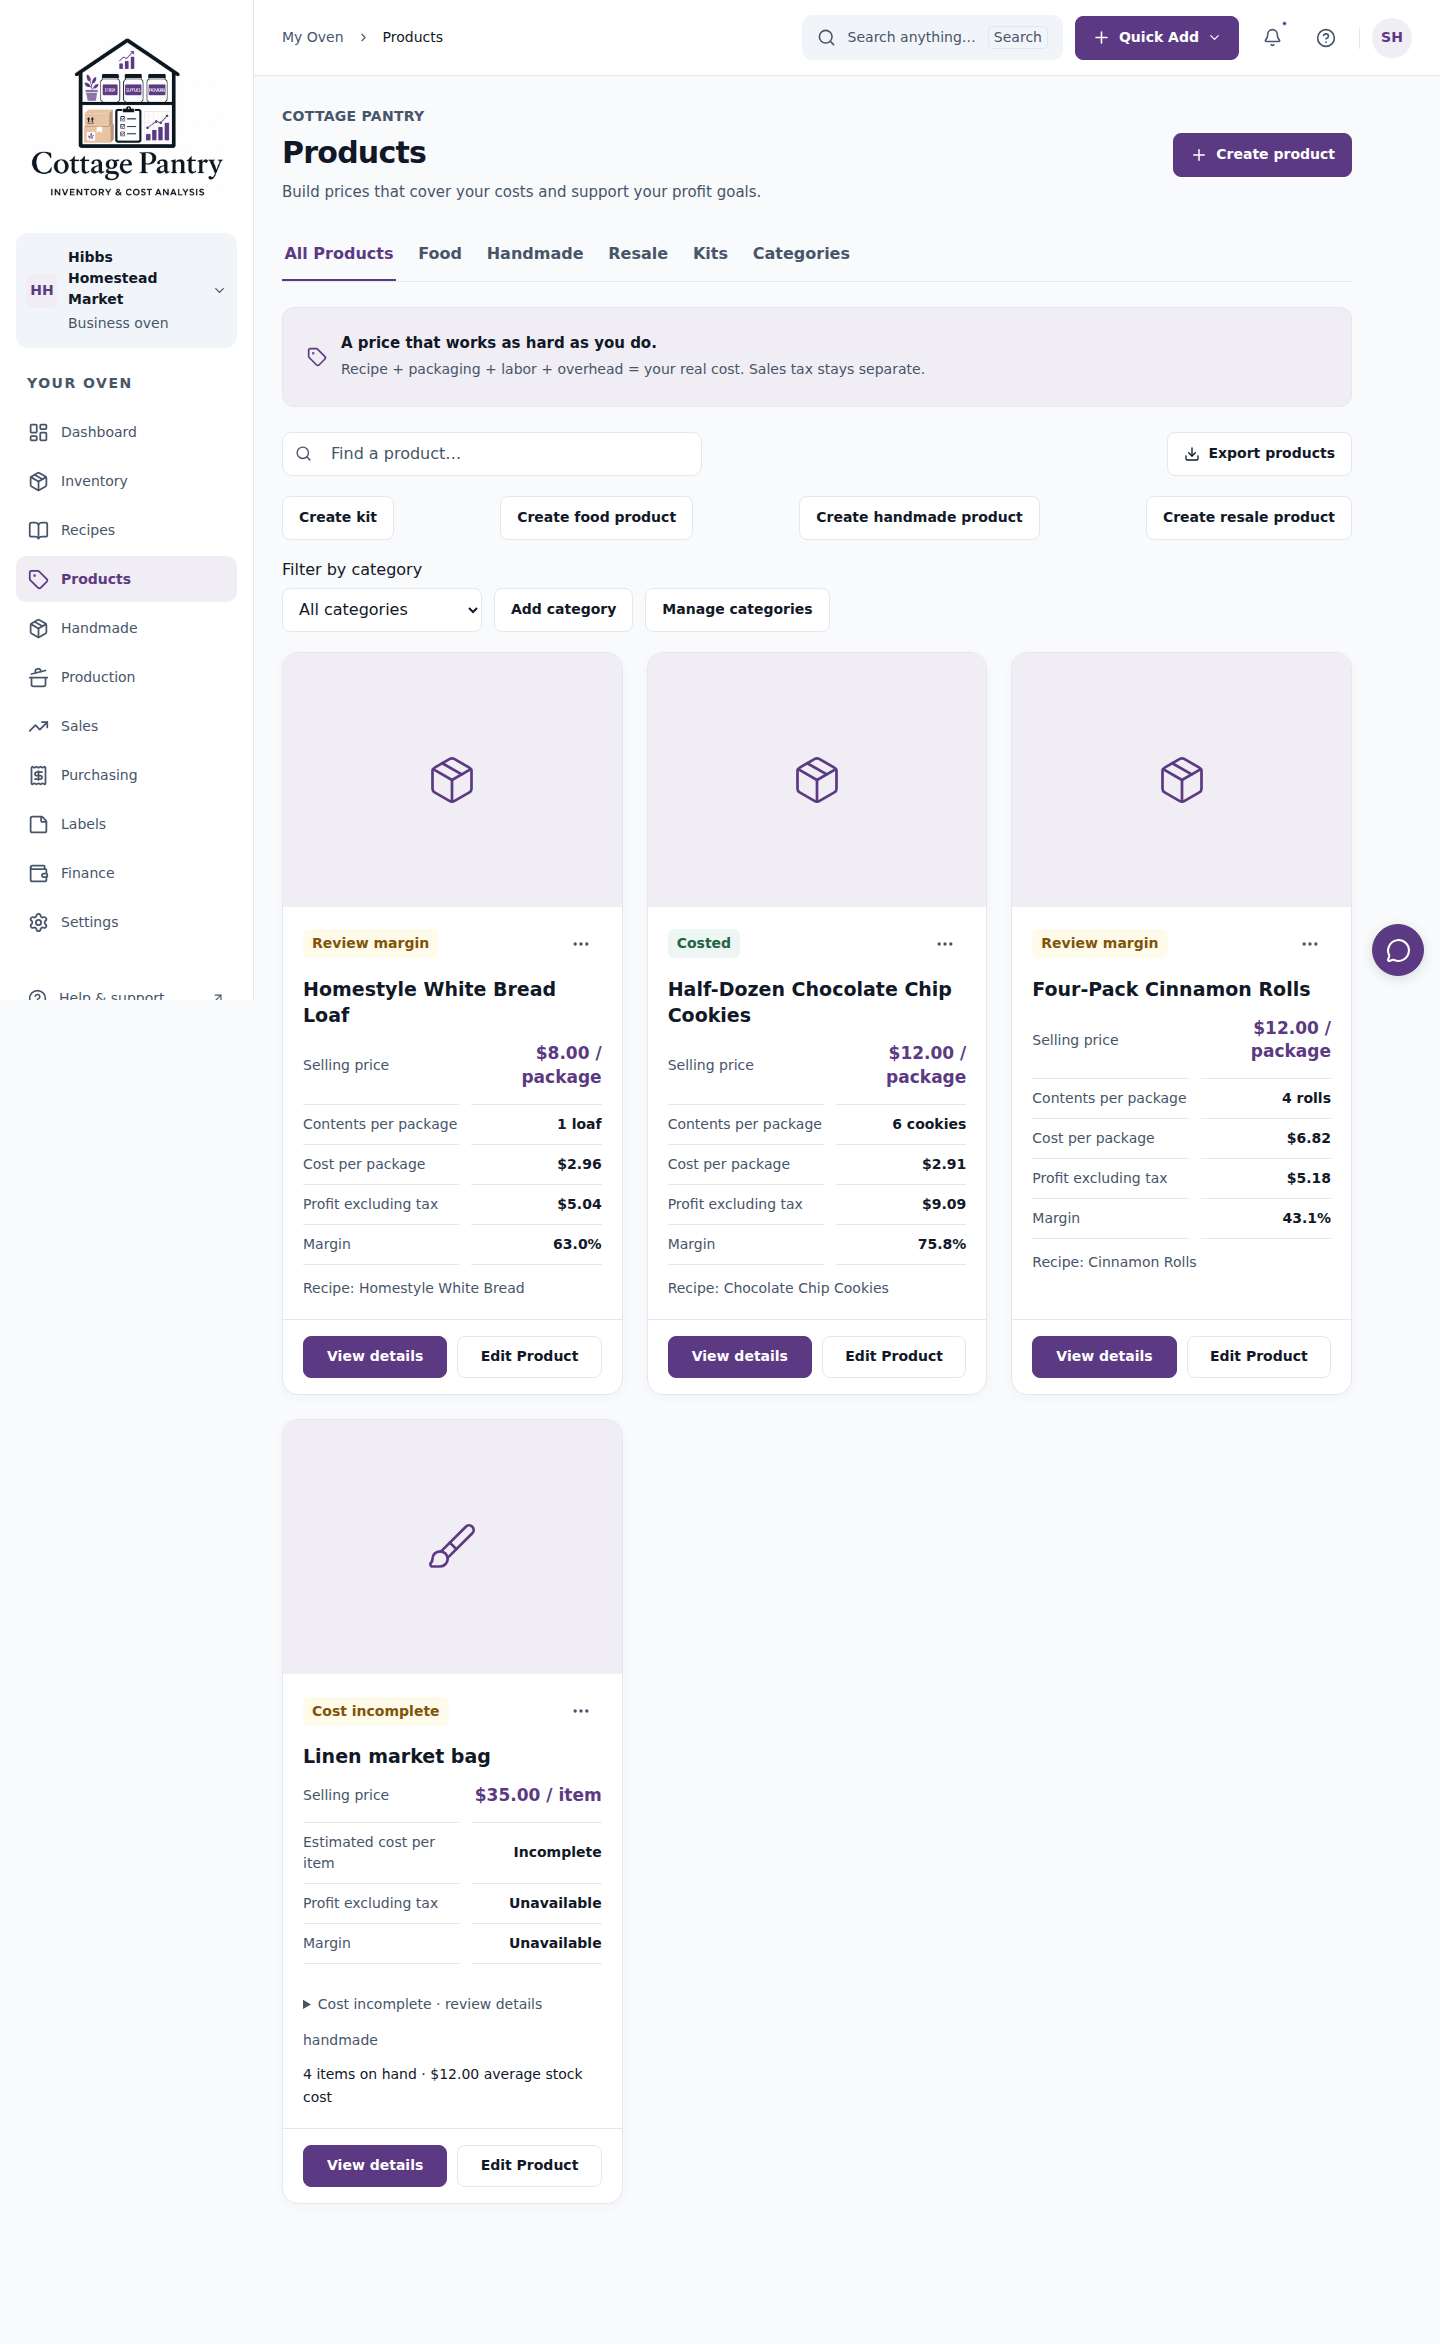 My Oven > Products
Search anything... Search
Quick Add
SH
Cottage Pantry
INVENTORY & COST ANALYSIS
HH
Hibbs
Homestead
Market
Business oven
YOUR OVEN
Dashboard
Inventory
Recipes
Products
Handmade
Production
Sales
Purchasing
Labels
Finance
Settings
Help & support
COTTAGE PANTRY
Products
Build prices that cover your costs and support your profit goals.
Create product
All Products Food Handmade Resale Kits Categories
A price that works as hard as you do.
Recipe + packaging + labor + overhead = your real cost. Sales tax stays separate.
Find a product...
Export products
Create kit Create food product Create handmade product Create resale product
Filter by category
All categories Add category Manage categories
Review margin
Homestyle White Bread
Loaf
Selling price $8.00 /
package
Contents per package 1 loaf
Cost per package $2.96
Profit excluding tax $5.04
Margin 63.0%
Recipe: Homestyle White Bread
View details Edit Product
Costed
Half-Dozen Chocolate Chip
Cookies
Selling price $12.00 /
package
Contents per package 6 cookies
Cost per package $2.91
Profit excluding tax $9.09
Margin 75.8%
Recipe: Chocolate Chip Cookies
View details Edit Product
Review margin
Four-Pack Cinnamon Rolls
Selling price $12.00 /
package
Contents per package 4 rolls
Cost per package $6.82
Profit excluding tax $5.18
Margin 43.1%
Recipe: Cinnamon Rolls
View details Edit Product
Cost incomplete
Linen market bag
Selling price $35.00 / item
Estimated cost per
item Incomplete
Profit excluding tax Unavailable
Margin Unavailable
Cost incomplete · review details
handmade
4 items on hand · $12.00 average stock
cost
View details Edit Product